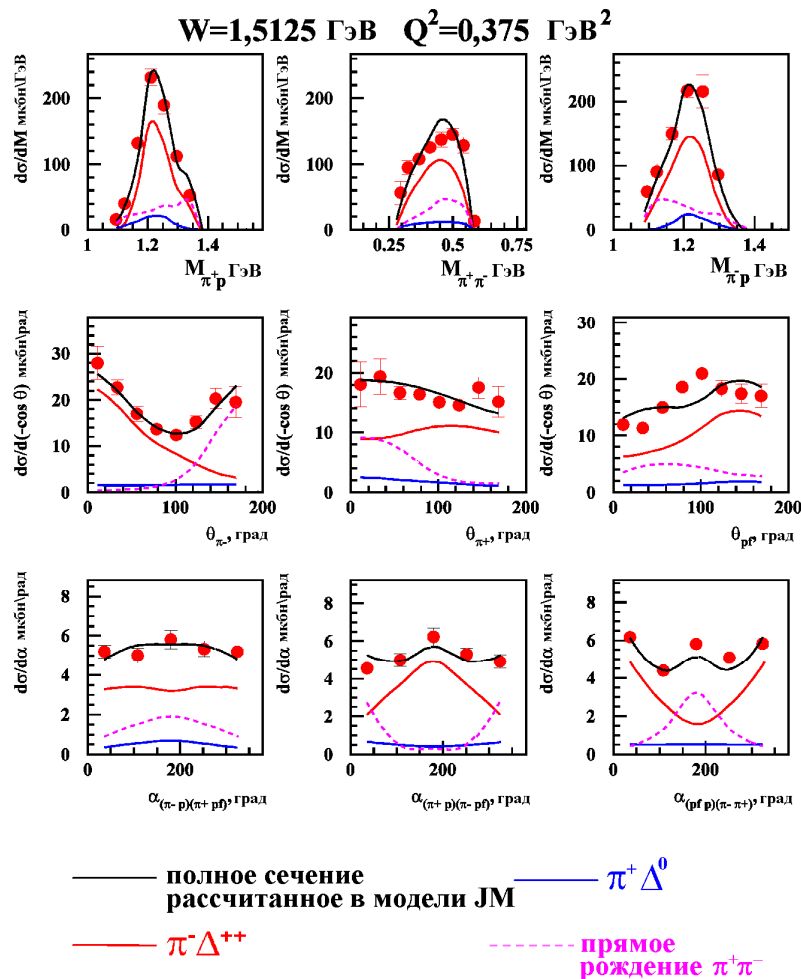 W=1,5125 ГэВ Q²=0,375 ГэВ²
dσ/dM мкбн\ГэВ
200
100
0
1 1.2 1.4
M π⁺p ГэВ
dσ/dM мкбн\ГэВ
200
100
0
0.25 0.5 0.75
M π⁺π⁻ ГэВ
dσ/dM мкбн\ГэВ
200
100
0
1 1.2 1.4
M π⁻p ГэВ
dσ/d(-cos θ) мкбн\рад
30
20
10
0
0 100 200
θ π-, град
dσ/d(-cos θ) мкбн\рад
20
10
0
0 100 200
θ π+, град
dσ/d(-cos θ) мкбн\рад
30
20
10
0
0 100 200
θ pf, град
dσ/dα мкбн\рад
8
6
4
2
0
0 200
α (π- p)(π+ pf), град
dσ/dα мкбн\рад
8
6
4
2
0
0 200
α (π+ p)(π- pf), град
dσ/dα мкбн\рад
8
6
4
2
0
0 200
α (pf p)(π- π+), град
полное сечение
рассчитанное в модели JM
π⁺Δ⁰
π⁻Δ⁺⁺
прямое
рождение π⁺π⁻